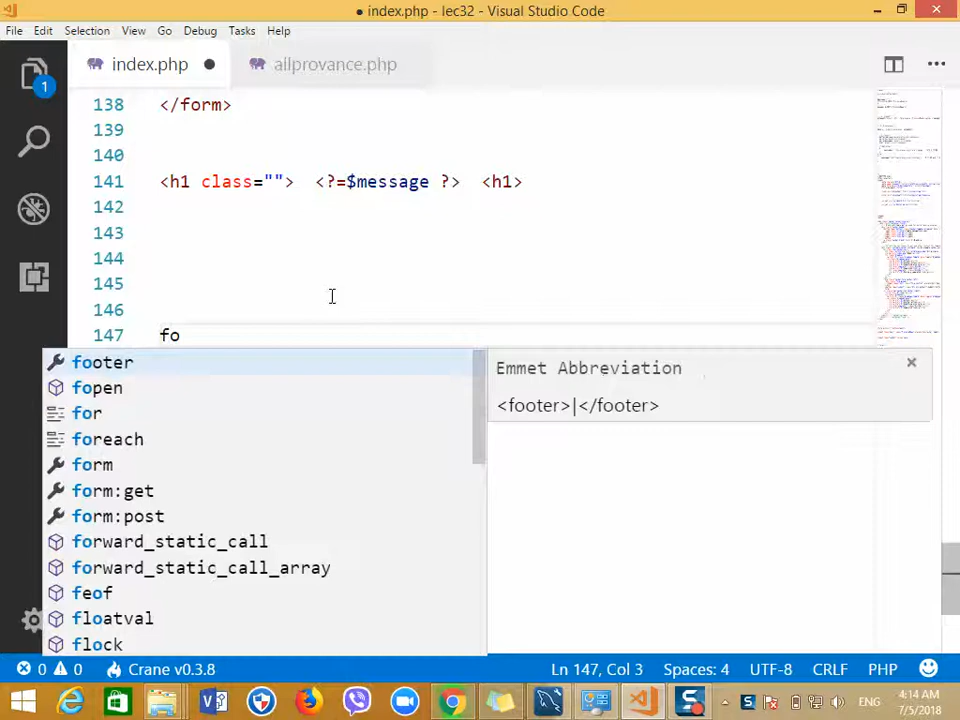 ● index.php - lec32 - Visual Studio Code
File Edit Selection View Go Debug Tasks Help
index.php ● allprovance.php
1
138 </form>
139
140
141 <h1 class=""> <?=$message ?> <h1>
142
143
144
145
146
147 fo
footer
fopen
for
foreach
form
form:get
form:post
forward_static_call
forward_static_call_array
feof
floatval
flock
Emmet Abbreviation
<footer>|</footer>
0 0 Crane v0.3.8 Ln 147, Col 3 Spaces: 4 UTF-8 CRLF PHP
ENG
4:14 AM
7/5/2018